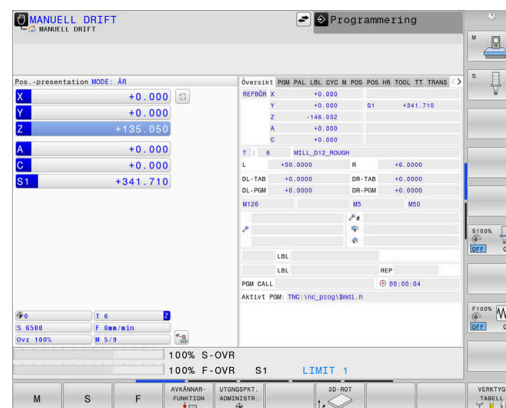 MANUELL DRIFT
MANUELL DRIFT
Programmering
Pos.-presentation MODE: ÄR
X +0.000
Y +0.000
Z +135.050
A +0.000
C +0.000
S1 +341.710
0 T 6 Z
S 6500 F 0mm/min
Ovr 100% M 5/9
Översikt PGM PAL LBL CYC M POS POS HR TOOL TT TRANS
REFBÖR X +0.000
Y +0.000 S1 +341.710
Z -146.032
A +0.000
C +0.000
T : 6 MILL_D12_ROUGH
L +50.0000 R +6.0000
DL-TAB +0.0000 DR-TAB +0.0000
DL-PGM +0.0000 DR-PGM +0.0000
M126 M5 M50
LBL
LBL REP
PGM CALL 00:00:04
Aktivt PGM: TNC:\nc_prog\$mdi.h
100% S-OVR
100% F-OVR S1 LIMIT 1
M
S
S100%
OFF
F100%
OFF
M
S
F
AVKÄNNAR-
FUNKTION
UTGNGSPKT.
ADMINISTR.
3D-ROT
VERKTYG
TABELL